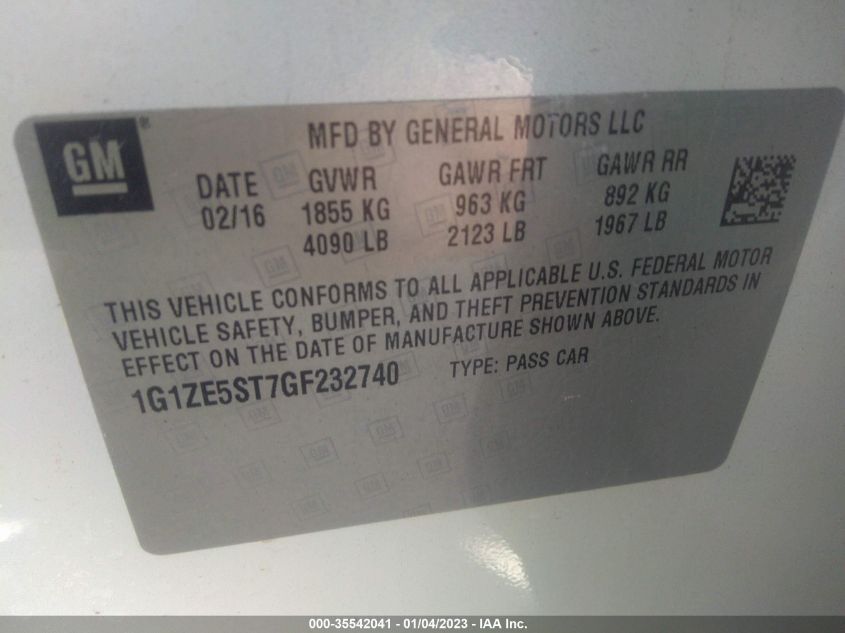 GM®
MFD BY GENERAL MOTORS LLC
DATE GVWR GAWR FRT GAWR RR
02/16 1855 KG 963 KG 892 KG
4090 LB 2123 LB 1967 LB
THIS VEHICLE CONFORMS TO ALL APPLICABLE U.S. FEDERAL MOTOR
VEHICLE SAFETY, BUMPER, AND THEFT PREVENTION STANDARDS IN
EFFECT ON THE DATE OF MANUFACTURE SHOWN ABOVE.
1G1ZE5ST7GF232740 TYPE: PASS CAR
000-35542041 - 01/04/2023 - IAA Inc.